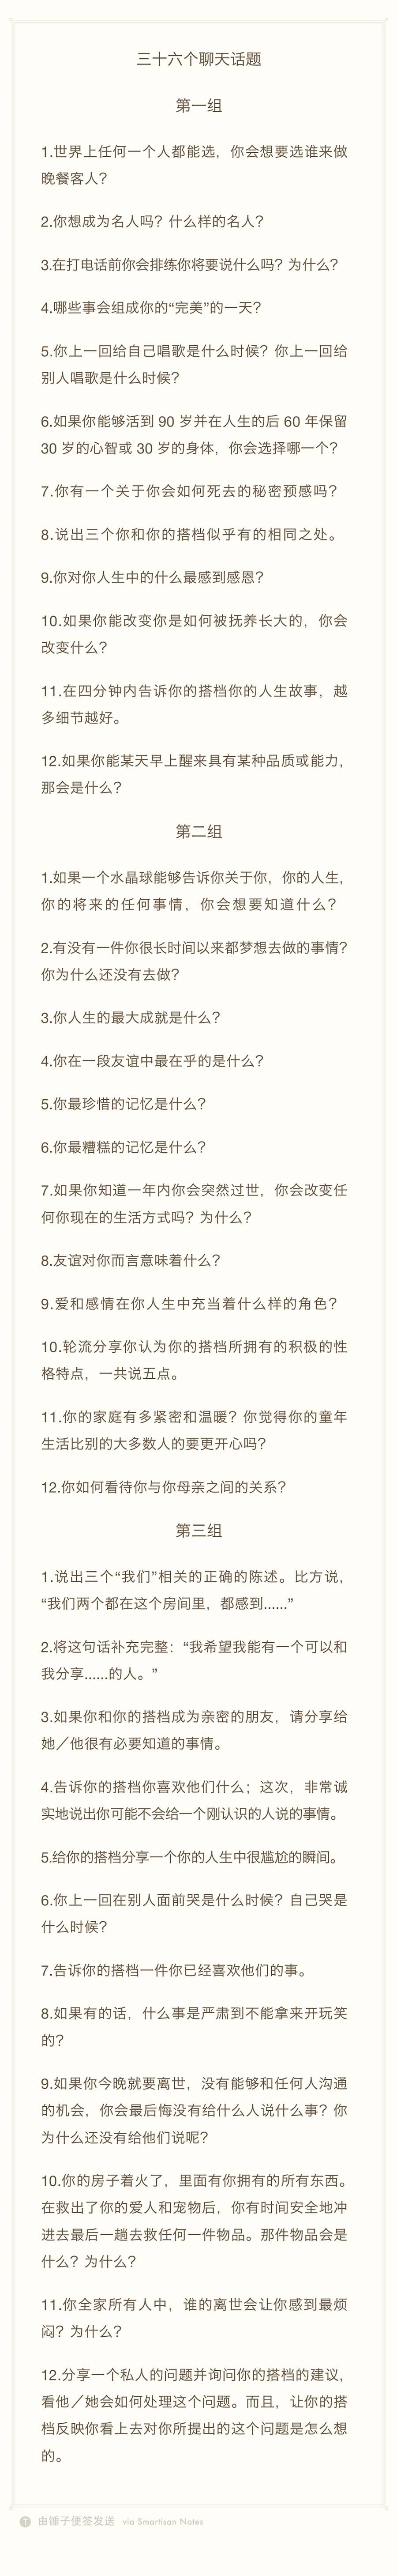 三十六个聊天话题
第一组
1.世界上任何一个人都能选，你会想要选谁来做
晚餐客人？
2.你想成为名人吗？什么样的名人？
3.在打电话前你会排练你将要说什么吗？为什么？
4.哪些事会组成你的“完美”的一天？
5.你上一回给自己唱歌是什么时候？你上一回给
别人唱歌是什么时候？
6.如果你能够活到 90 岁并在人生的后 60 年保留
30 岁的心智或 30 岁的身体，你会选择哪一个？
7.你有一个关于你会如何死去的秘密预感吗？
8.说出三个你和你的搭档似乎有的相同之处。
9.你对你人生中的什么最感到感恩？
10.如果你能改变你是如何被抚养长大的，你会
改变什么？
11.在四分钟内告诉你的搭档你的人生故事，越
多细节越好。
12.如果你能某天早上醒来具有某种品质或能力，
那会是什么？
第二组
1.如果一个水晶球能够告诉你关于你，你的人生，
你的将来的任何事情，你会想要知道什么？
2.有没有一件你很长时间以来都梦想去做的事情？
你为什么还没有去做？
3.你人生的最大成就是什么？
4.你在一段友谊中最在乎的是什么？
5.你最珍惜的记忆是什么？
6.你最糟糕的记忆是什么？
7.如果你知道一年内你会突然过世，你会改变任
何你现在的生活方式吗？为什么？
8.友谊对你而言意味着什么？
9.爱和感情在你人生中充当着什么样的角色？
10.轮流分享你认为你的搭档所拥有的积极的性
格特点，一共说五点。
11.你的家庭有多紧密和温暖？你觉得你的童年
生活比别的大多数人的要更开心吗？
12.你如何看待你与你母亲之间的关系？
第三组
1.说出三个“我们”相关的正确的陈述。比方说，
“我们两个都在这个房间里，都感到......”
2.将这句话补充完整：“我希望我能有一个可以和
我分享......的人。”
3.如果你和你的搭档成为亲密的朋友，请分享给
她／他很有必要知道的事情。
4.告诉你的搭档你喜欢他们什么；这次，非常诚
实地说出你可能不会给一个刚认识的人说的事情。
5.给你的搭档分享一个你的人生中很尴尬的瞬间。
6.你上一回在别人面前哭是什么时候？自己哭是
什么时候？
7.告诉你的搭档一件你已经喜欢他们的事。
8.如果有的话，什么事是严肃到不能拿来开玩笑
的？
9.如果你今晚就要离世，没有能够和任何人沟通
的机会，你会最后悔没有给什么人说什么事？你
为什么还没有给他们说呢？
10.你的房子着火了，里面有你拥有的所有东西。
在救出了你的爱人和宠物后，你有时间安全地冲
进去最后一趟去救任何一件物品。那件物品会是
什么？为什么？
11.你全家所有人中，谁的离世会让你感到最烦
闷？为什么？
12.分享一个私人的问题并询问你的搭档的建议，
看他／她会如何处理这个问题。而且，让你的搭
档反映你看上去对你所提出的这个问题是怎么想
的。
T 由锤子便签发送 via Smartisan Notes